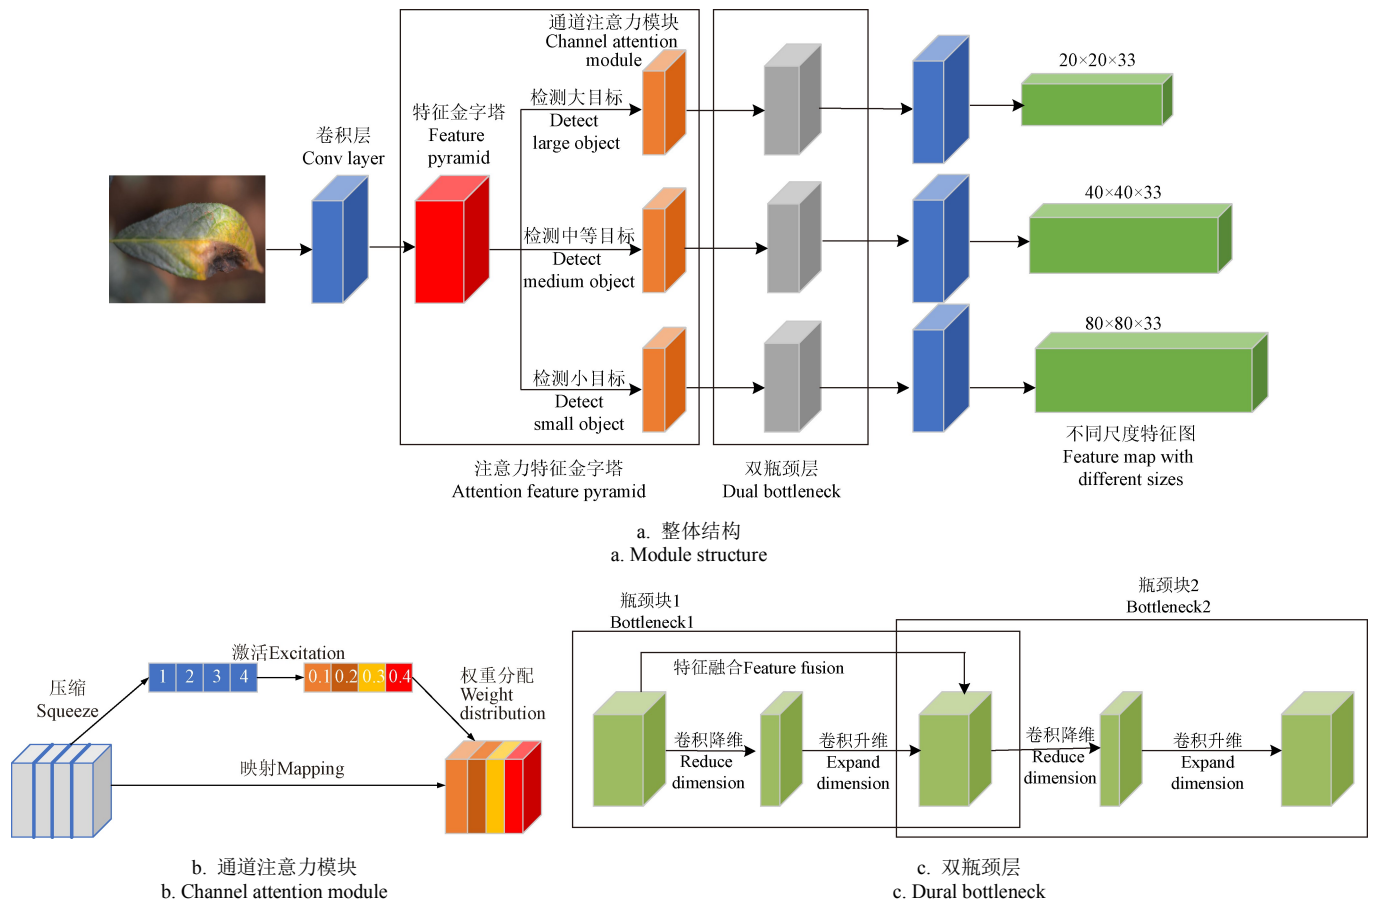 通道注意力模块
Channel attention
module
20×20×33
检测大目标
Detect
large object
特征金字塔
Feature
pyramid
卷积层
Conv layer
40×40×33
检测中等目标
Detect
medium object
80×80×33
检测小目标
Detect
small object
不同尺度特征图
Feature map with
different sizes
注意力特征金字塔
Attention feature pyramid
双瓶颈层
Dual bottleneck
a. 整体结构
a. Module structure
激活Excitation
1 2 3 4
0.1 0.2 0.3 0.4
压缩
Squeeze
权重分配
Weight
distribution
映射Mapping
b. 通道注意力模块
b. Channel attention module
瓶颈块1
Bottleneck1
瓶颈块2
Bottleneck2
特征融合Feature fusion
卷积降维
Reduce
dimension
卷积升维
Expand
dimension
卷积降维
Reduce
dimension
卷积升维
Expand
dimension
c. 双瓶颈层
c. Dural bottleneck